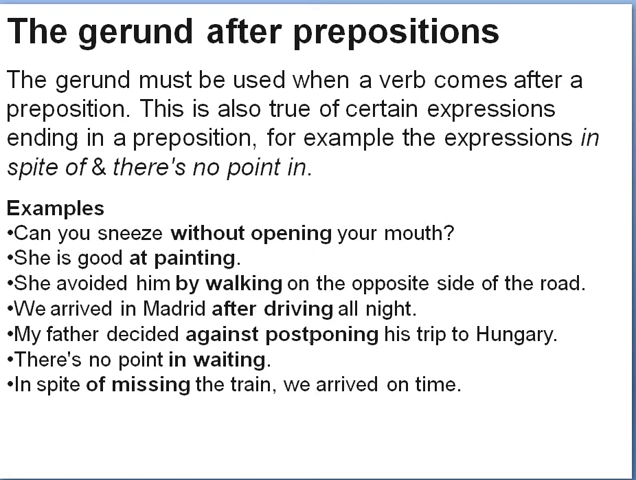 The gerund after prepositions
The gerund must be used when a verb comes after a
preposition. This is also true of certain expressions
ending in a preposition, for example the expressions in
spite of & there's no point in.
Examples
•Can you sneeze without opening your mouth?
•She is good at painting.
•She avoided him by walking on the opposite side of the road.
•We arrived in Madrid after driving all night.
•My father decided against postponing his trip to Hungary.
•There's no point in waiting.
•In spite of missing the train, we arrived on time.